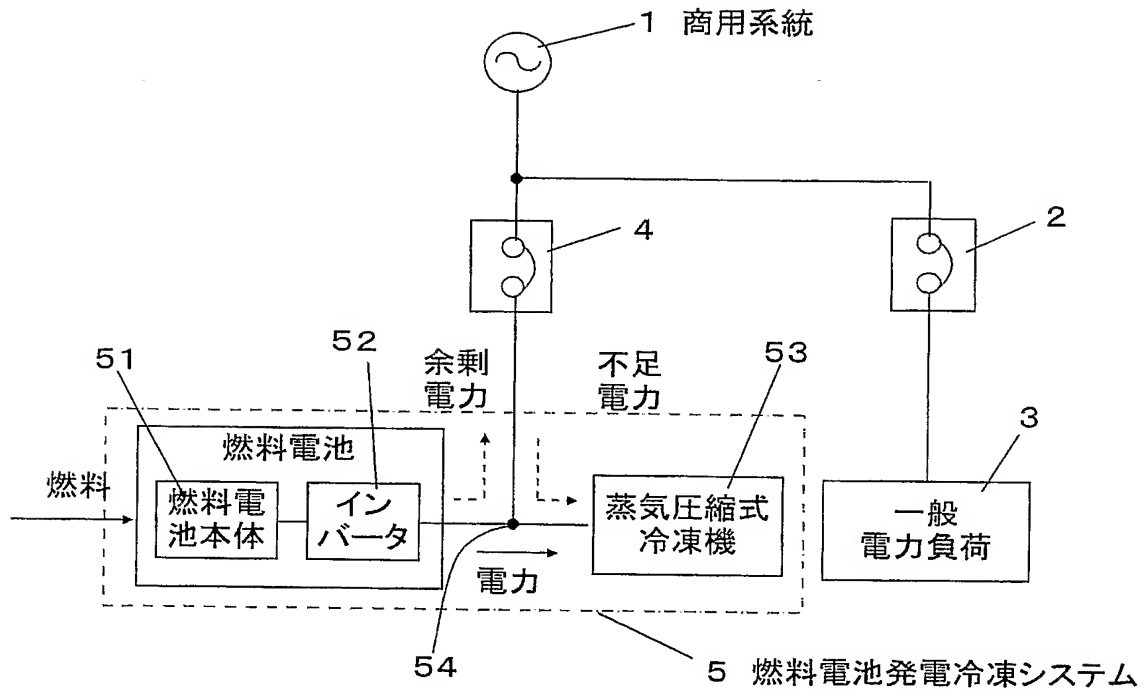 1 商用系統
4
2
51
52
余剰
電力
不足
電力
53
3
燃料
燃料電池
燃料電
池本体
イン
バータ
電力
蒸気圧縮式
冷凍機
一般
電力負荷
54
5 燃料電池発電冷凍システム